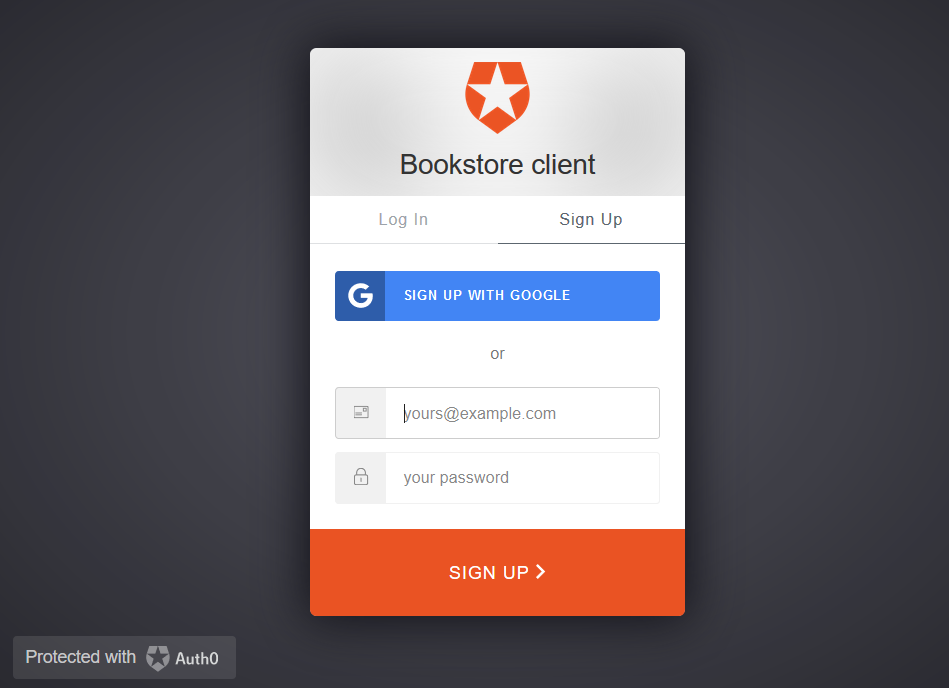 Bookstore client
Log In
Sign Up
G
SIGN UP WITH GOOGLE
or
yours@example.com
your password
SIGN UP
Protected with Auth0